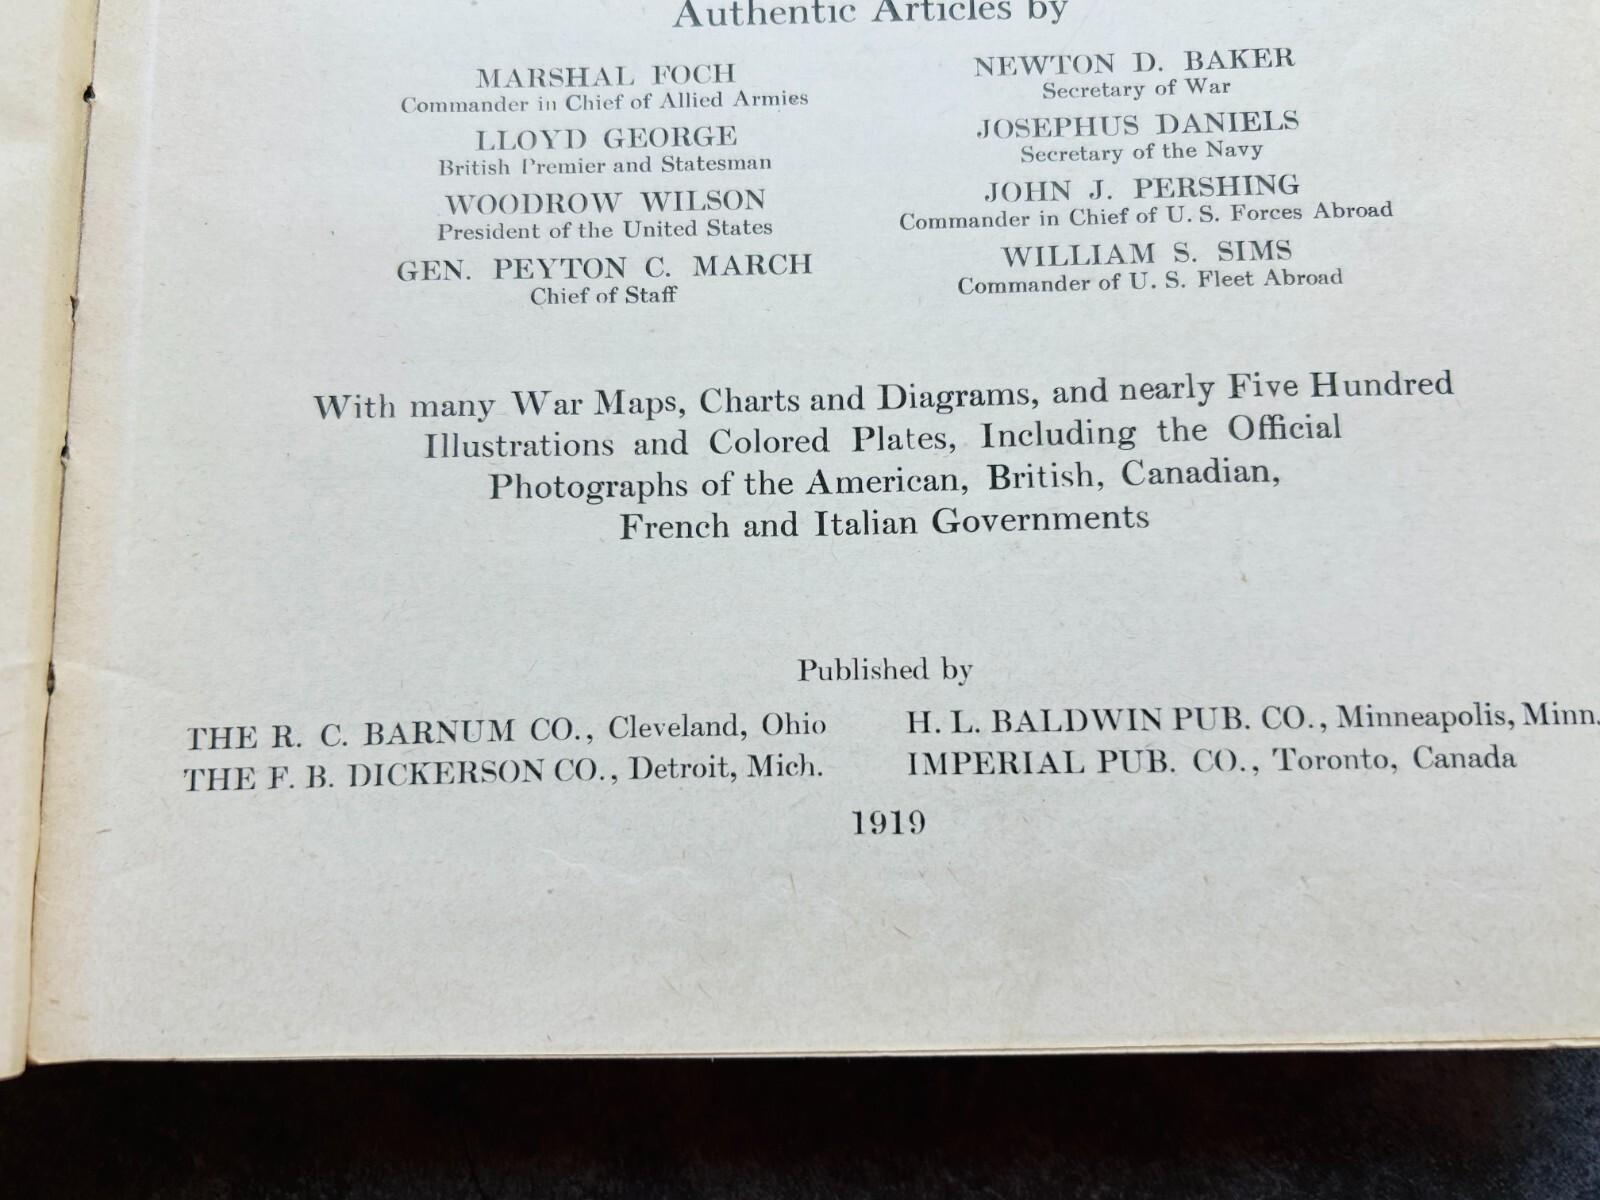 Authentic Articles by
MARSHAL FOCH
Commander in Chief of Allied Armies
LLOYD GEORGE
British Premier and Statesman
WOODROW WILSON
President of the United States
GEN. PEYTON C. MARCH
Chief of Staff
NEWTON D. BAKER
Secretary of War
JOSEPHUS DANIELS
Secretary of the Navy
JOHN J. PERSHING
Commander in Chief of U. S. Forces Abroad
WILLIAM S. SIMS
Commander of U. S. Fleet Abroad
With many War Maps, Charts and Diagrams, and nearly Five Hundred
Illustrations and Colored Plates, Including the Official
Photographs of the American, British, Canadian,
French and Italian Governments
Published by
THE R. C. BARNUM CO., Cleveland, Ohio
THE F. B. DICKERSON CO., Detroit, Mich.
H. L. BALDWIN PUB. CO., Minneapolis, Minn.
IMPERIAL PUB. CO., Toronto, Canada
1919